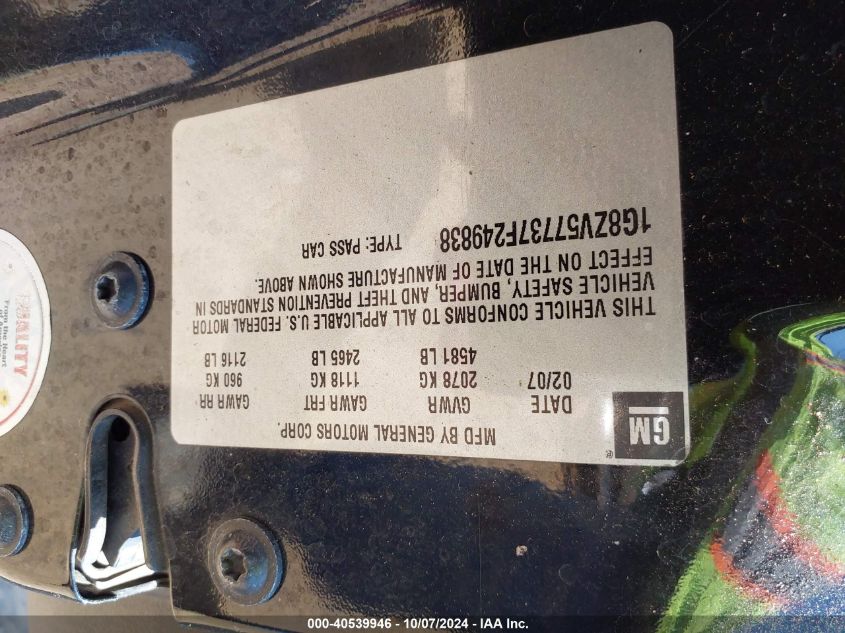 MFD BY GENERAL MOTORS CORP.
GM
®
DATE GVWR GAWR FRT GAWR RR
02/07 2078 KG 1118 KG 960 KG
4581 LB 2465 LB 2116 LB
THIS VEHICLE CONFORMS TO ALL APPLICABLE U.S. FEDERAL MOTOR
VEHICLE SAFETY, BUMPER, AND THEFT PREVENTION STANDARDS IN
EFFECT ON THE DATE OF MANUFACTURE SHOWN ABOVE.
1G8ZV57737F249838 TYPE: PASS CAR
From the Heart
000-40539946 - 10/07/2024 - IAA Inc.